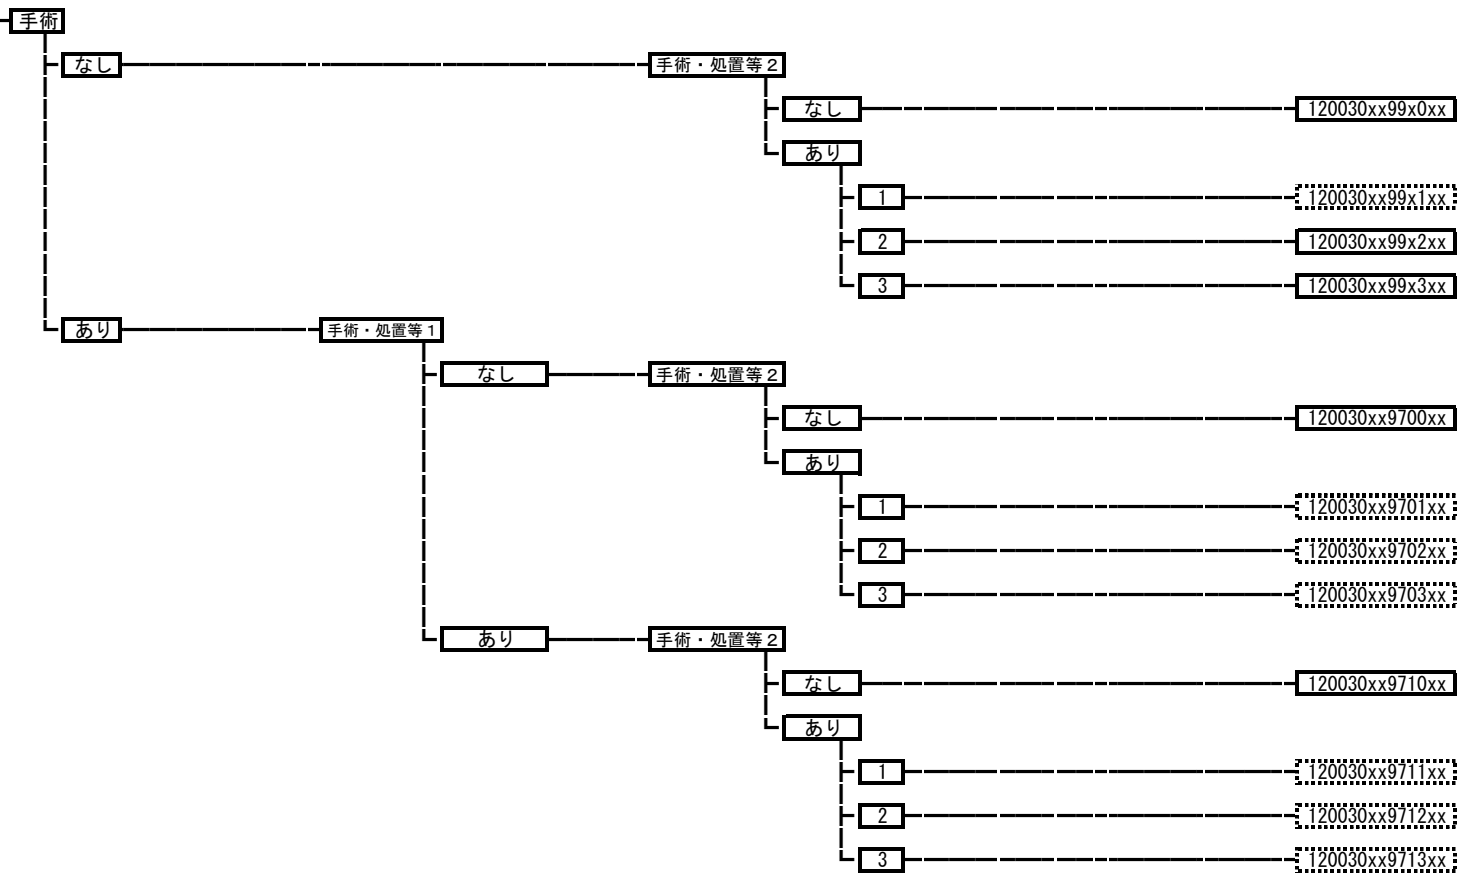 手術
なし 手術・処置等２
なし 120030xx99x0xx
あり
1 120030xx99x1xx
2 120030xx99x2xx
3 120030xx99x3xx
あり 手術・処置等１
なし 手術・処置等２
なし 120030xx9700xx
あり
1 120030xx9701xx
2 120030xx9702xx
3 120030xx9703xx
あり 手術・処置等２
なし 120030xx9710xx
あり
1 120030xx9711xx
2 120030xx9712xx
3 120030xx9713xx